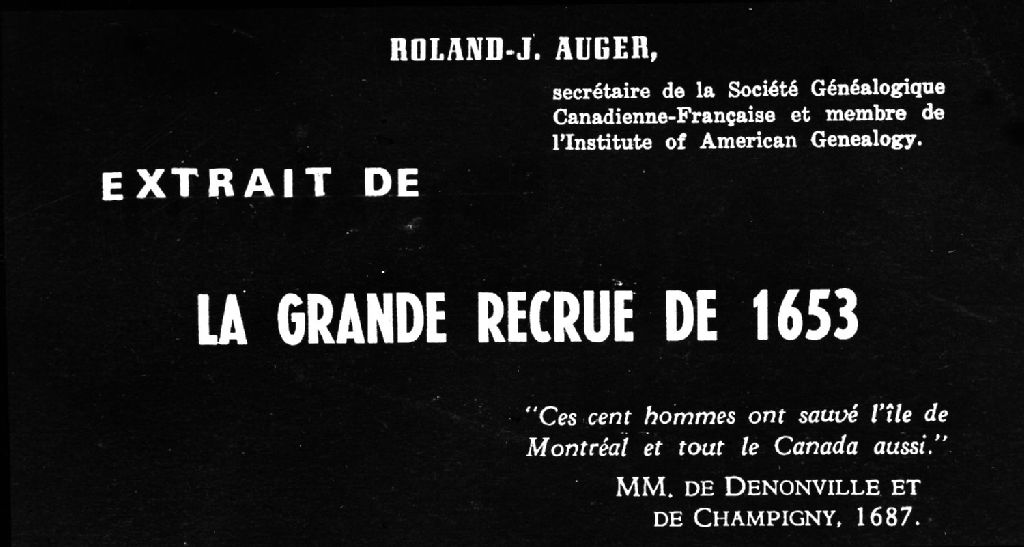 ROLAND-J. AUGER,
secrétaire de la Société Généalogique
Canadienne-Française et membre de
l'Institute of American Genealogy.
EXTRAIT DE
LA GRANDE RECRUE DE 1653
"Ces cent hommes ont sauvé l'île de
Montréal et tout le Canada aussi."
MM. DE DENONVILLE ET
DE CHAMPIGNY, 1687.